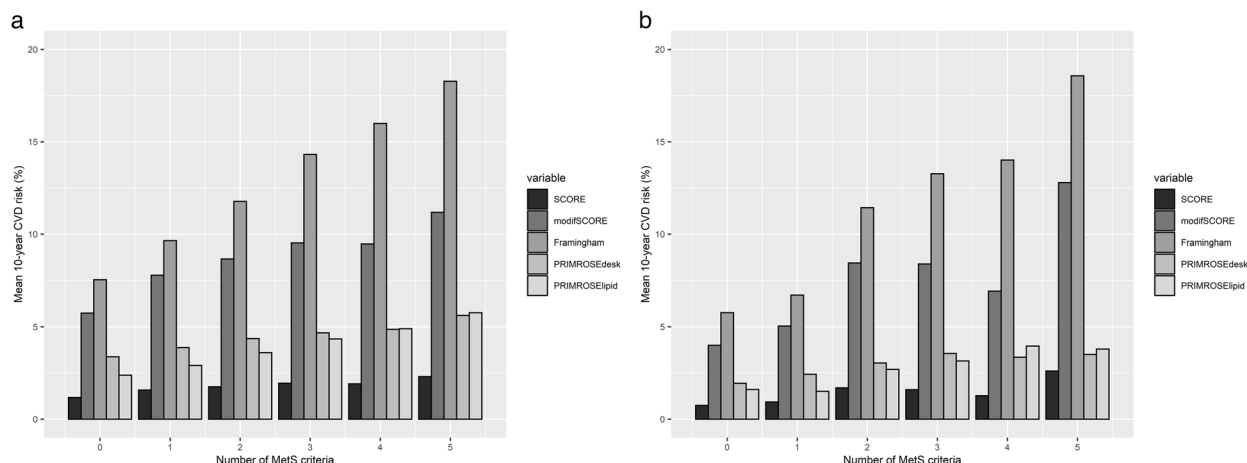 a
20
15
10
5
0
Mean 10-year CVD risk (%)
0 1 2 3 4 5
Number of MetS criteria
variable
SCORE
modifSCORE
Framingham
PRIMROSEdesk
PRIMROSElipid
b
20
15
10
5
0
Mean 10-year CVD risk (%)
0 1 2 3 4 5
Number of MetS criteria
variable
SCORE
modifSCORE
Framingham
PRIMROSEdesk
PRIMROSElipid